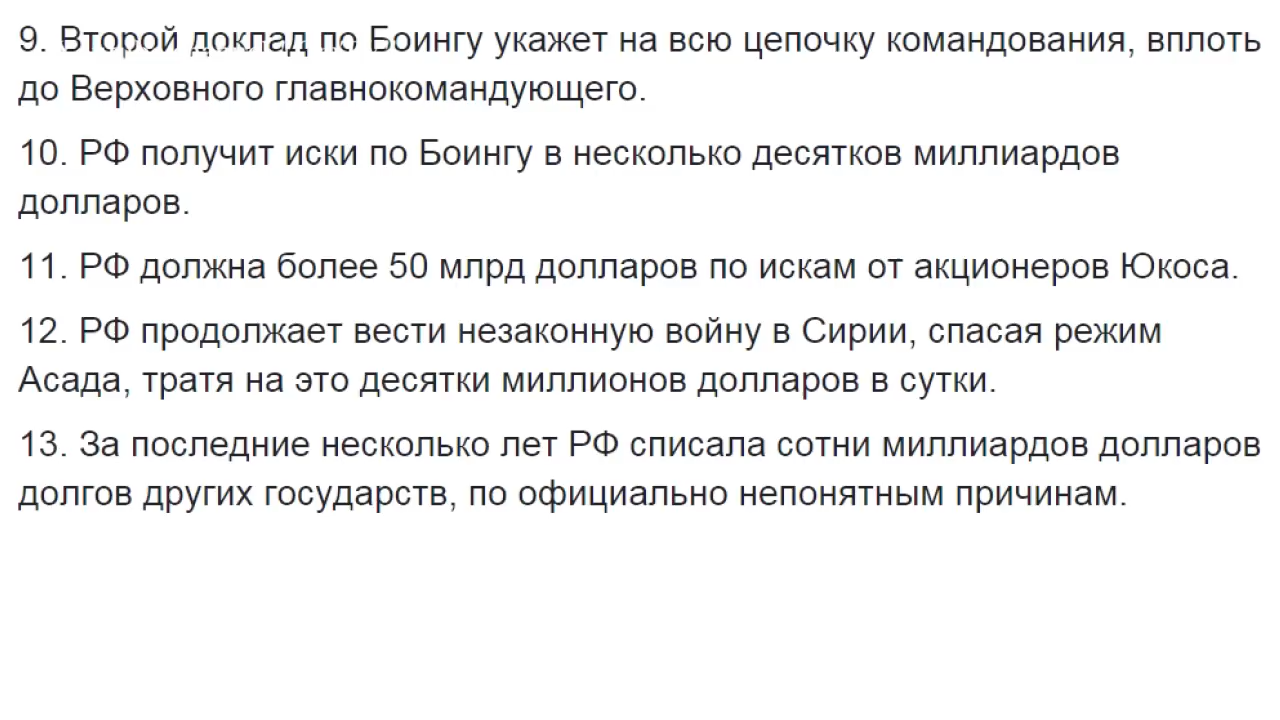 9. Второй доклад по Боингу укажет на всю цепочку командования, вплоть
до Верховного главнокомандующего.
10. РФ получит иски по Боингу в несколько десятков миллиардов
долларов.
11. РФ должна более 50 млрд долларов по искам от акционеров Юкоса.
12. РФ продолжает вести незаконную войну в Сирии, спасая режим
Асада, тратя на это десятки миллионов долларов в сутки.
13. За последние несколько лет РФ списала сотни миллиардов долларов
долгов других государств, по официально непонятным причинам.